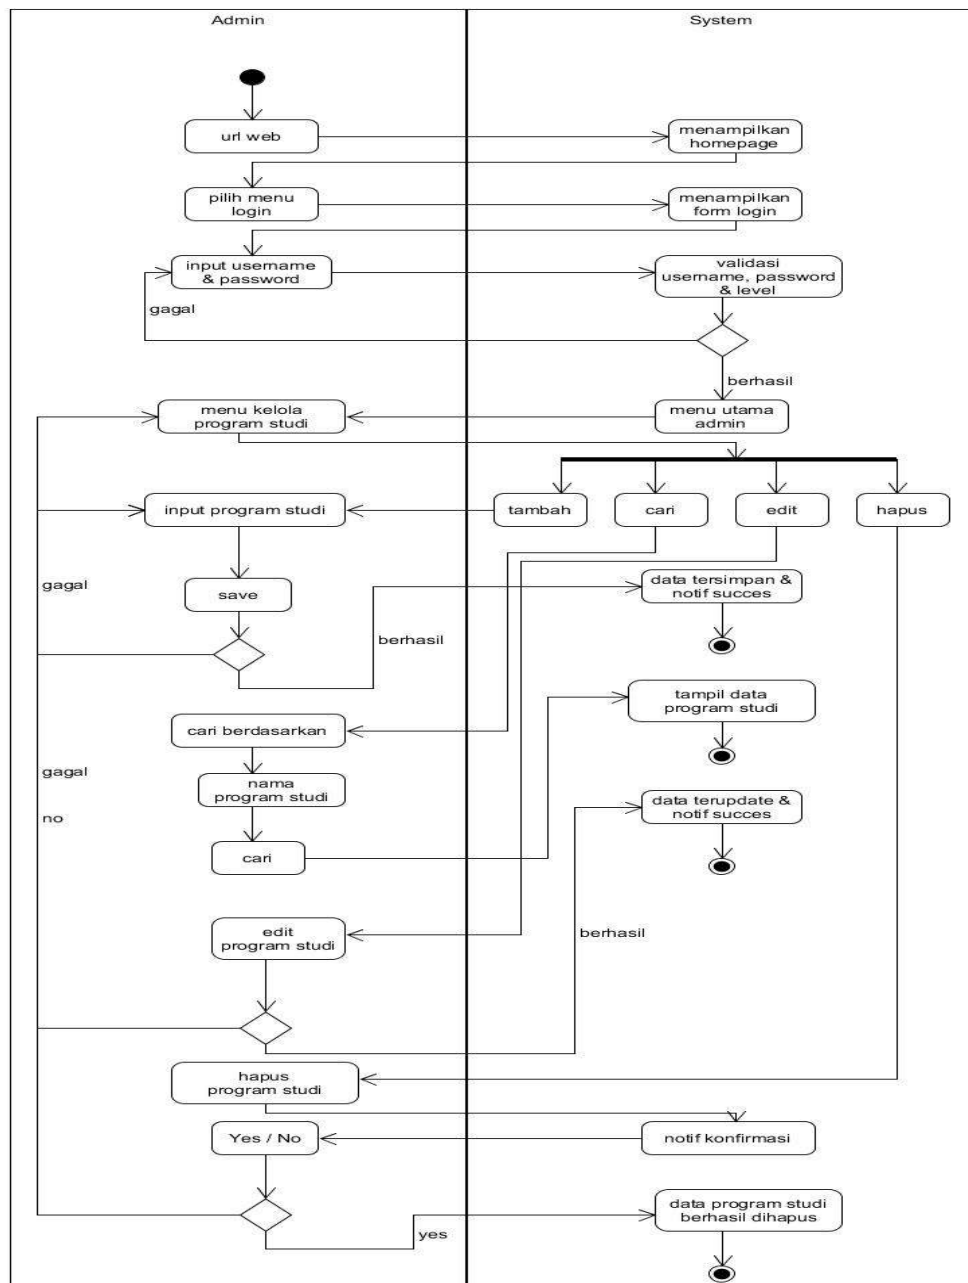 Admin
System
url web
menampilkan
homepage
pilih menu
login
menampilkan
form login
input username
& password
validasi
username, password
& level
gagal
berhasil
menu kelola
program studi
menu utama
admin
input program studi
tambah
cari
edit
hapus
gagal
save
data tersimpan &
notif succes
berhasil
tampil data
program studi
cari berdasarkan
gagal
nama
program studi
data terupdate &
notif succes
no
cari
edit
program studi
berhasil
hapus
program studi
Yes / No
notif konfirmasi
data program studi
berhasil dihapus
yes